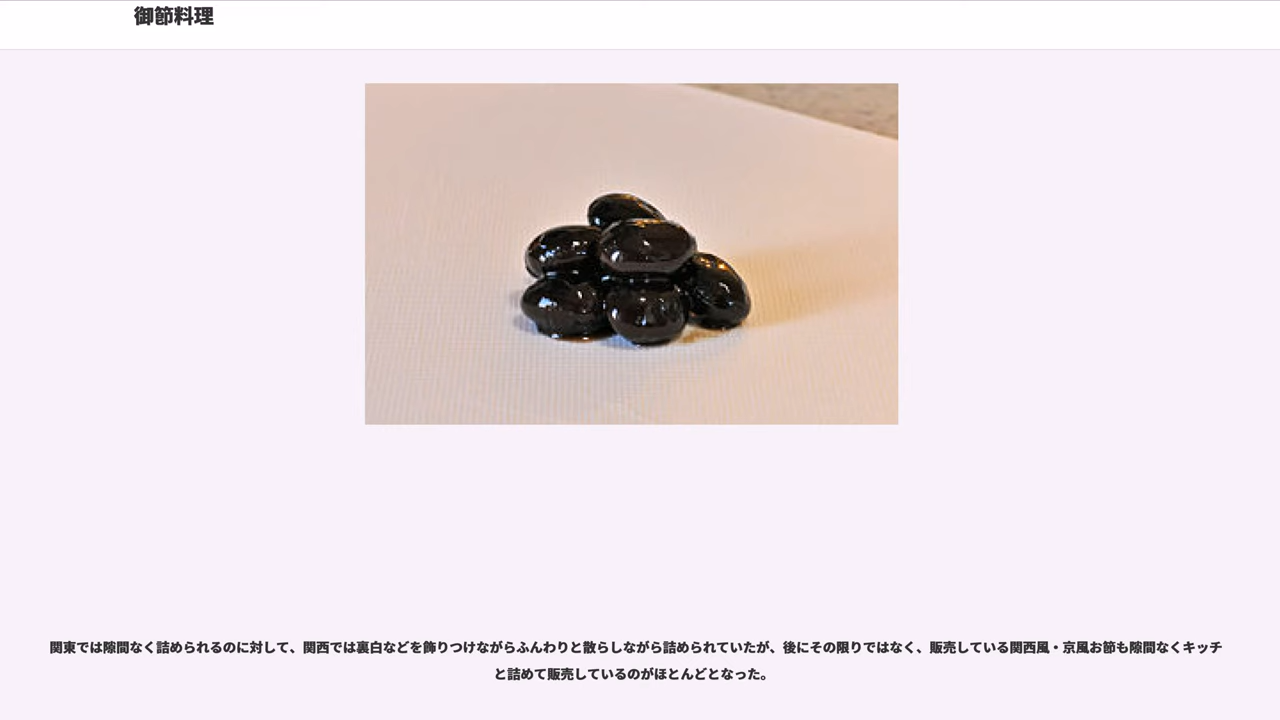 御節料理
関東では隙間なく詰められるのに対して、関西では裏白などを飾りつけながらふんわりと散らしながら詰められていたが、後にその限りではなく、販売している関西風・京風お節も隙間なくキッチ
と詰めて販売しているのがほとんどとなった。